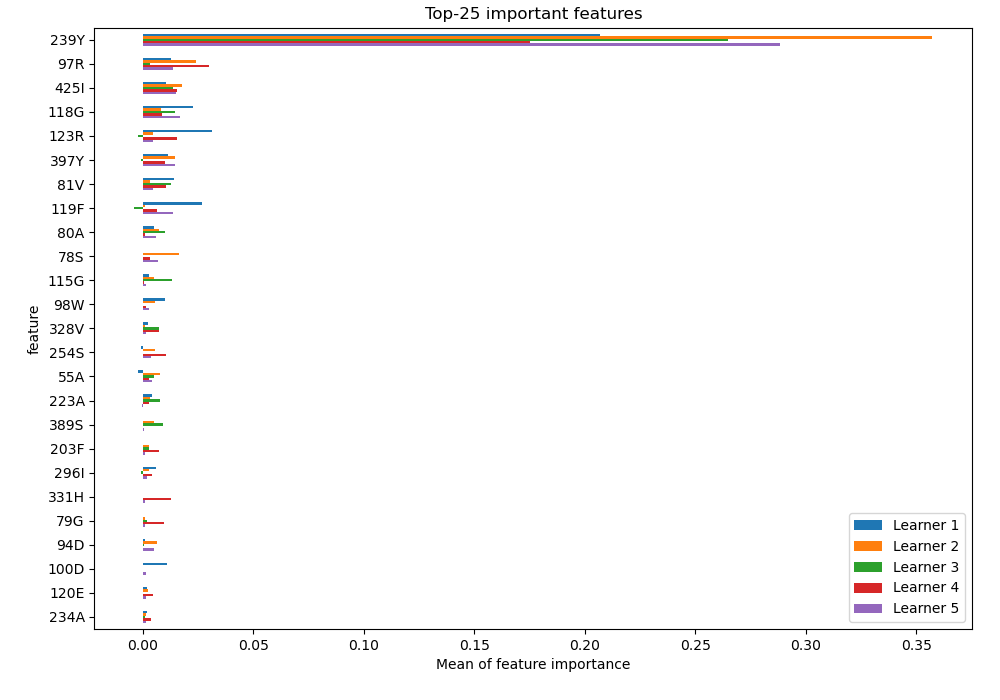 Top-25 important features
239Y
97R
425I
118G
123R
397Y
81V
119F
80A
78S
115G
98W
328V
254S
55A
223A
389S
203F
296I
331H
79G
94D
100D
120E
234A
feature
0.00 0.05 0.10 0.15 0.20 0.25 0.30 0.35
Mean of feature importance
Learner 1
Learner 2
Learner 3
Learner 4
Learner 5